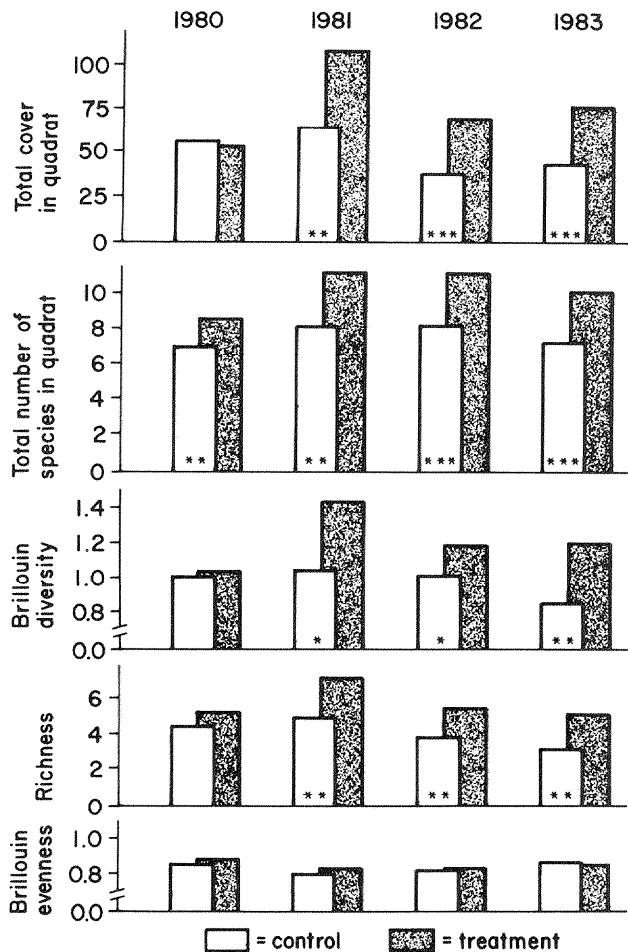 1980 1981 1982 1983
Total cover
in quadrat
100
75
50
25
0
** *** ***
Total number of
species in quadrat
10
8
6
4
2
0
** ** *** ***
Brillouin
diversity
1.4
1.2
1.0
0.8
0.0
* * **
Richness
6
4
2
0
** ** **
Brillouin
evenness
1.0
0.8
0.0
= control = treatment